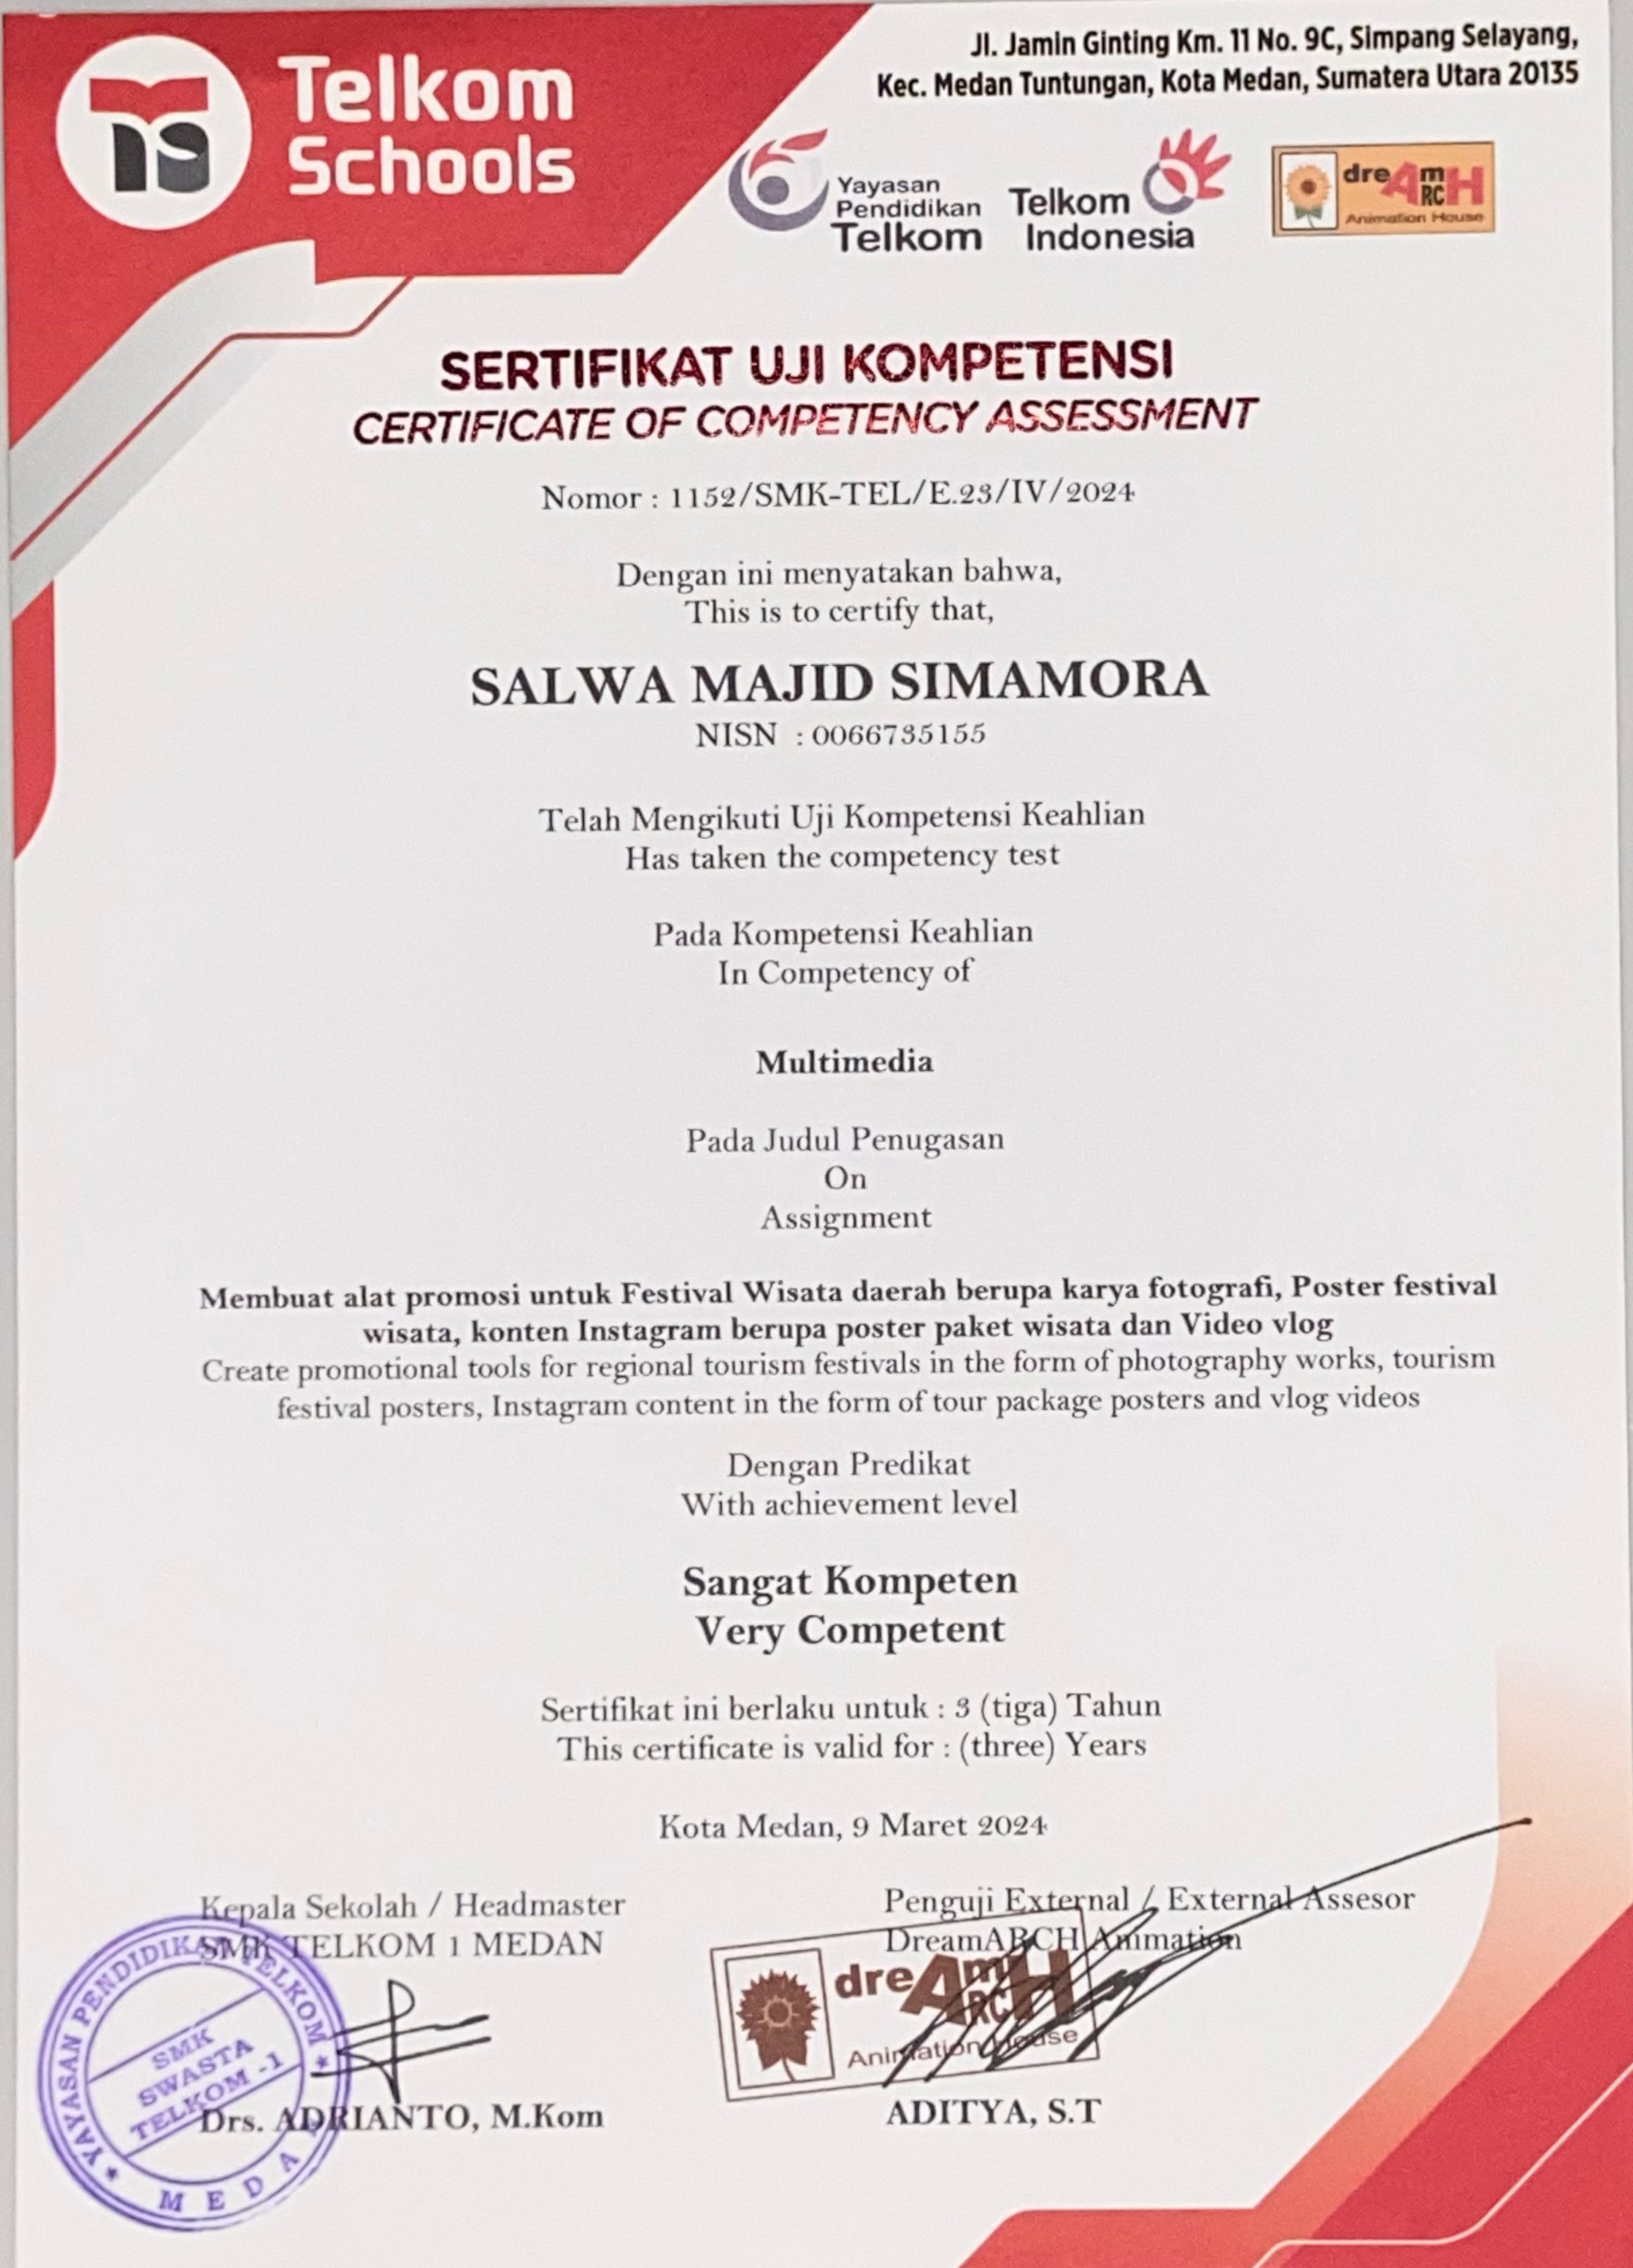 Telkom
Schools
Jl. Jamin Ginting Km. 11 No. 9C, Simpang Selayang,
Kec. Medan Tuntungan, Kota Medan, Sumatera Utara 20135
Yayasan
Pendidikan
Telkom
Telkom
Indonesia
dreAmRCH
Animation House
SERTIFIKAT UJI KOMPETENSI
CERTIFICATE OF COMPETENCY ASSESSMENT
Nomor : 1152/SMK-TEL/E.23/IV/2024
Dengan ini menyatakan bahwa,
This is to certify that,
SALWA MAJID SIMAMORA
NISN : 0066735155
Telah Mengikuti Uji Kompetensi Keahlian
Has taken the competency test
Pada Kompetensi Keahlian
In Competency of
Multimedia
Pada Judul Penugasan
On
Assignment
Membuat alat promosi untuk Festival Wisata daerah berupa karya fotografi, Poster festival
wisata, konten Instagram berupa poster paket wisata dan Video vlog
Create promotional tools for regional tourism festivals in the form of photography works, tourism
festival posters, Instagram content in the form of tour package posters and vlog videos
Dengan Predikat
With achievement level
Sangat Kompeten
Very Competent
Sertifikat ini berlaku untuk : 3 (tiga) Tahun
This certificate is valid for : (three) Years
Kota Medan, 9 Maret 2024
Kepala Sekolah / Headmaster
SMK TELKOM 1 MEDAN
YAYASAN PENDIDIKAN TELKOM
SMK
SWASTA
TELKOM -1
MEDAN
Drs. ADRIANTO, M.Kom
Penguji External / External Assesor
DreamARCH Animation
dreAmRCH
Animation House
ADITYA, S.T